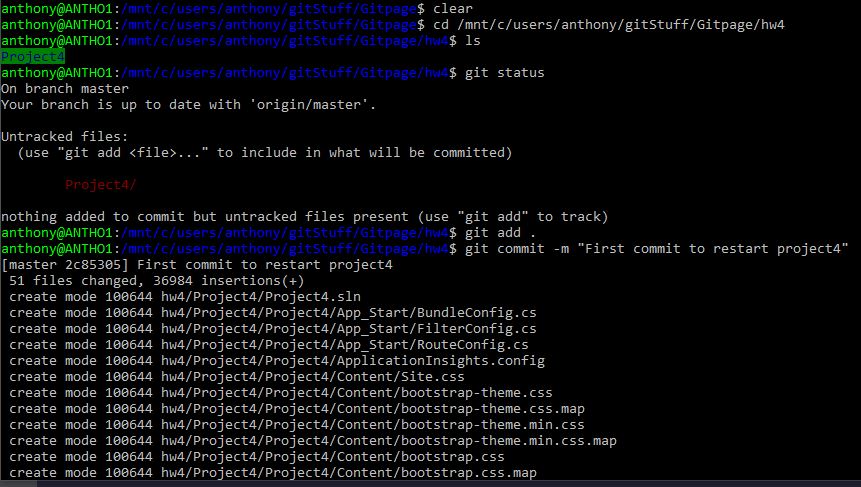 anthony@ANTHO1:/mnt/c/users/anthony/gitStuff/Gitpage$ clear
anthony@ANTHO1:/mnt/c/users/anthony/gitStuff/Gitpage$ cd /mnt/c/users/anthony/gitStuff/Gitpage/hw4
anthony@ANTHO1:/mnt/c/users/anthony/gitStuff/Gitpage/hw4$ ls
Project4
anthony@ANTHO1:/mnt/c/users/anthony/gitStuff/Gitpage/hw4$ git status
On branch master
Your branch is up to date with 'origin/master'.
Untracked files:
  (use "git add <file>..." to include in what will be committed)
        Project4/
nothing added to commit but untracked files present (use "git add" to track)
anthony@ANTHO1:/mnt/c/users/anthony/gitStuff/Gitpage/hw4$ git add .
anthony@ANTHO1:/mnt/c/users/anthony/gitStuff/Gitpage/hw4$ git commit -m "First commit to restart project4"
[master 2c85305] First commit to restart project4
 51 files changed, 36984 insertions(+)
 create mode 100644 hw4/Project4/Project4.sln
 create mode 100644 hw4/Project4/Project4/App_Start/BundleConfig.cs
 create mode 100644 hw4/Project4/Project4/App_Start/FilterConfig.cs
 create mode 100644 hw4/Project4/Project4/App_Start/RouteConfig.cs
 create mode 100644 hw4/Project4/Project4/ApplicationInsights.config
 create mode 100644 hw4/Project4/Project4/Content/Site.css
 create mode 100644 hw4/Project4/Project4/Content/bootstrap-theme.css
 create mode 100644 hw4/Project4/Project4/Content/bootstrap-theme.css.map
 create mode 100644 hw4/Project4/Project4/Content/bootstrap-theme.min.css
 create mode 100644 hw4/Project4/Project4/Content/bootstrap-theme.min.css.map
 create mode 100644 hw4/Project4/Project4/Content/bootstrap.css
 create mode 100644 hw4/Project4/Project4/Content/bootstrap.css.map